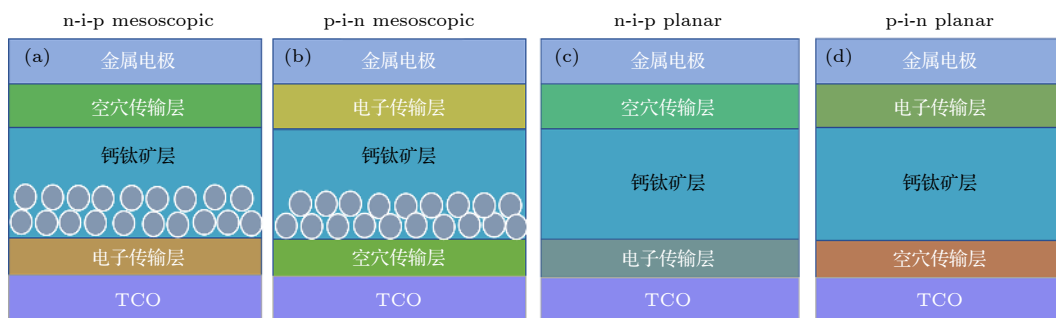 n-i-p mesoscopic
p-i-n mesoscopic
n-i-p planar
p-i-n planar
(a)
金属电极
空穴传输层
钙钛矿层
电子传输层
TCO
(b)
金属电极
电子传输层
钙钛矿层
空穴传输层
TCO
(c)
金属电极
空穴传输层
钙钛矿层
电子传输层
TCO
(d)
金属电极
电子传输层
钙钛矿层
空穴传输层
TCO